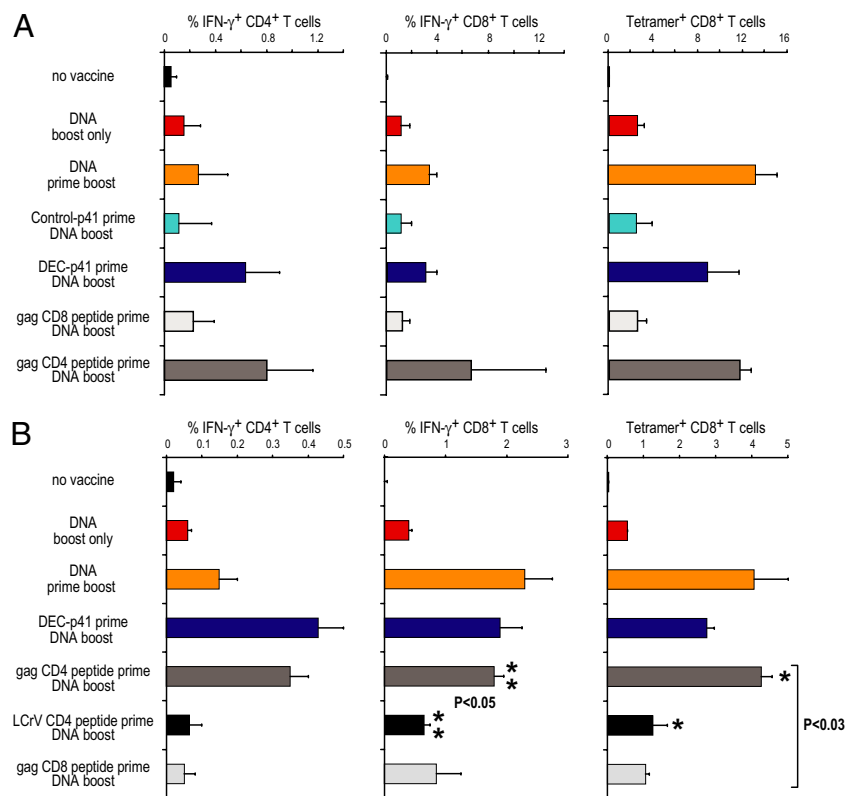 A
% IFN-γ+ CD4+ T cells
% IFN-γ+ CD8+ T cells
Tetramer+ CD8+ T cells
0 0.4 0.8 1.2
0 4 8 12
0 4 8 12 16
no vaccine
DNA
boost only
DNA
prime boost
Control-p41 prime
DNA boost
DEC-p41 prime
DNA boost
gag CD8 peptide prime
DNA boost
gag CD4 peptide prime
DNA boost
B
% IFN-γ+ CD4+ T cells
% IFN-γ+ CD8+ T cells
Tetramer+ CD8+ T cells
0 0.1 0.2 0.3 0.4 0.5
0 1 2 3
0 1 2 3 4 5
no vaccine
DNA
boost only
DNA
prime boost
DEC-p41 prime
DNA boost
gag CD4 peptide prime
DNA boost
*
*
*
P<0.05
LCrV CD4 peptide prime
DNA boost
*
*
*
P<0.03
gag CD8 peptide prime
DNA boost